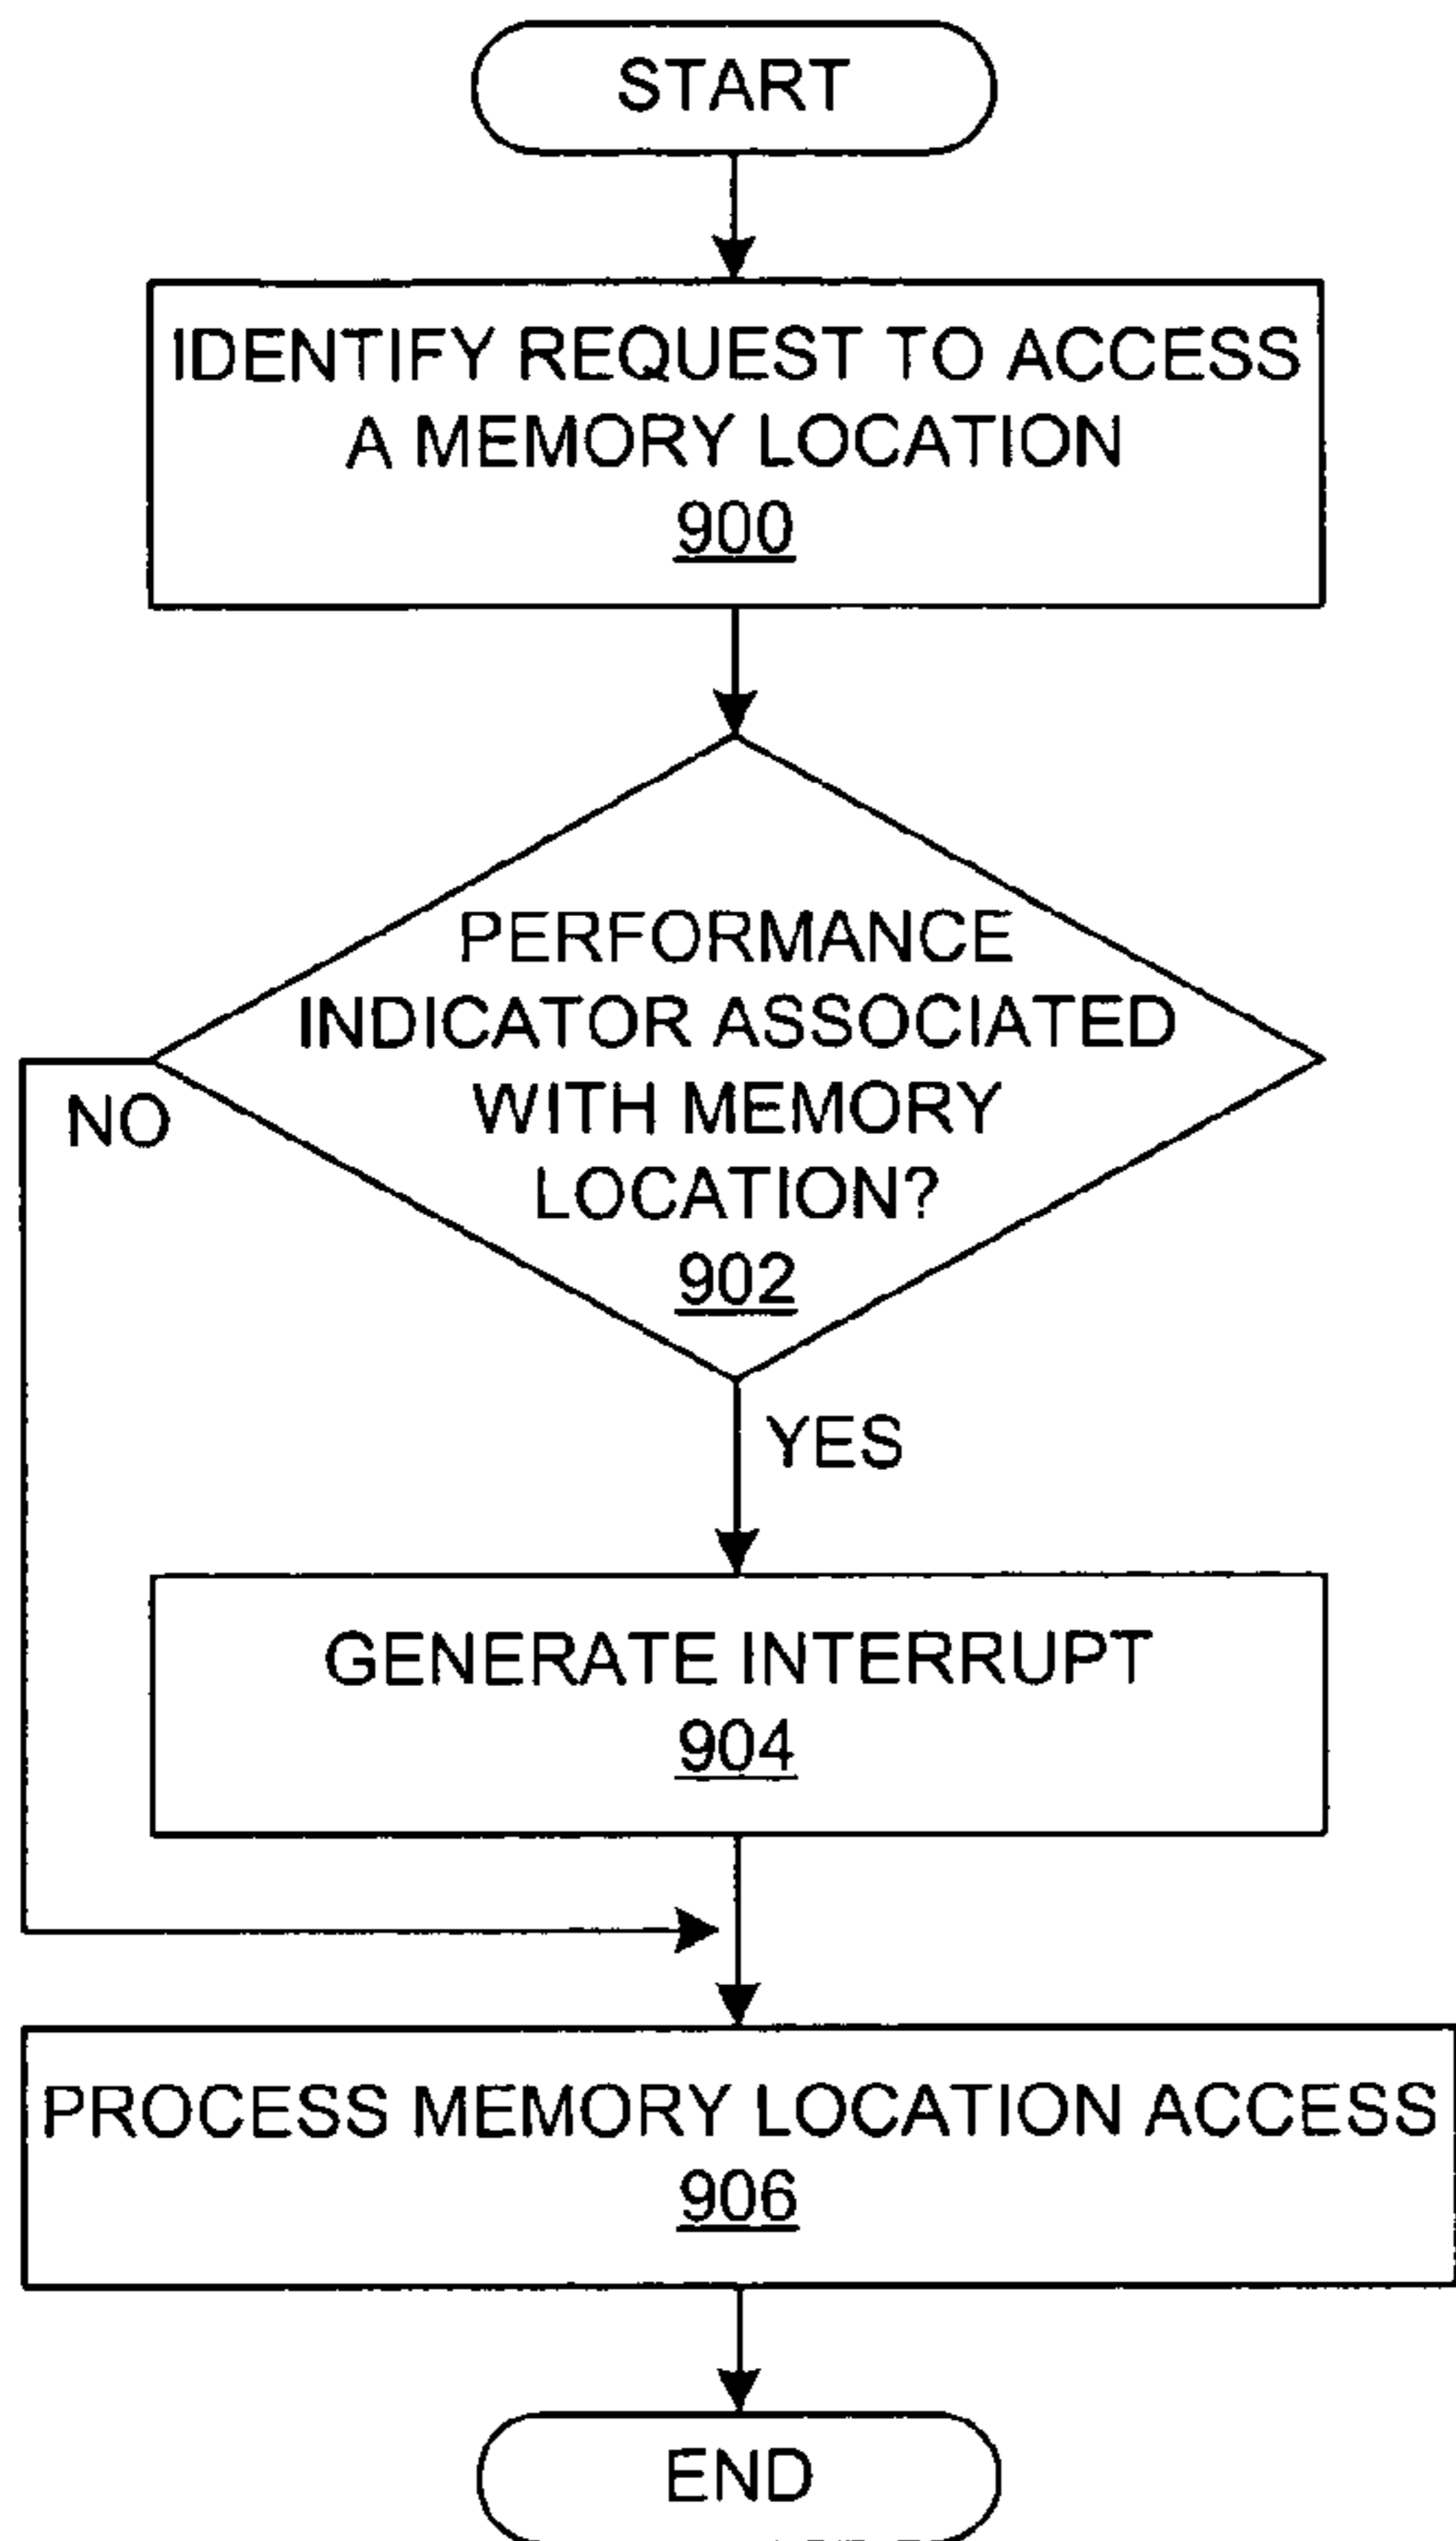 START
IDENTIFY REQUEST TO ACCESS
A MEMORY LOCATION
900
PERFORMANCE
INDICATOR ASSOCIATED
WITH MEMORY
LOCATION?
902
NO
YES
GENERATE INTERRUPT
904
PROCESS MEMORY LOCATION ACCESS
906
END